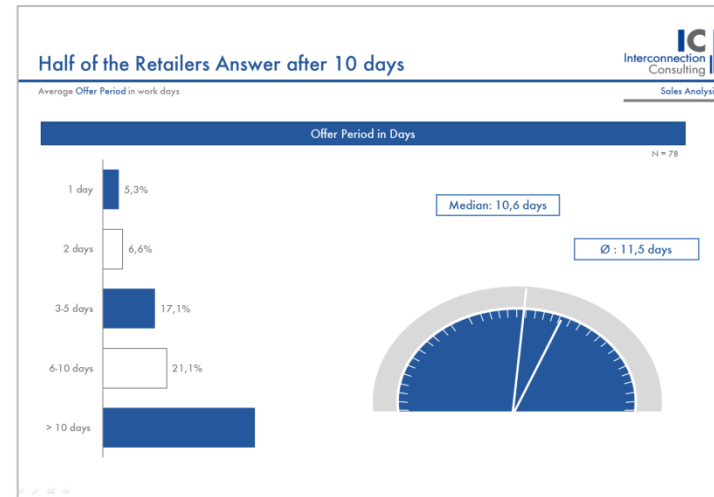 IC
Interconnection
Consulting
Half of the Retailers Answer after 10 days
Average Offer Period in work days
Sales Analysi
Offer Period in Days
N = 78
1 day 5,3%
2 days 6,6%
3-5 days 17,1%
6-10 days 21,1%
> 10 days
Median: 10,6 days
Ø : 11,5 days